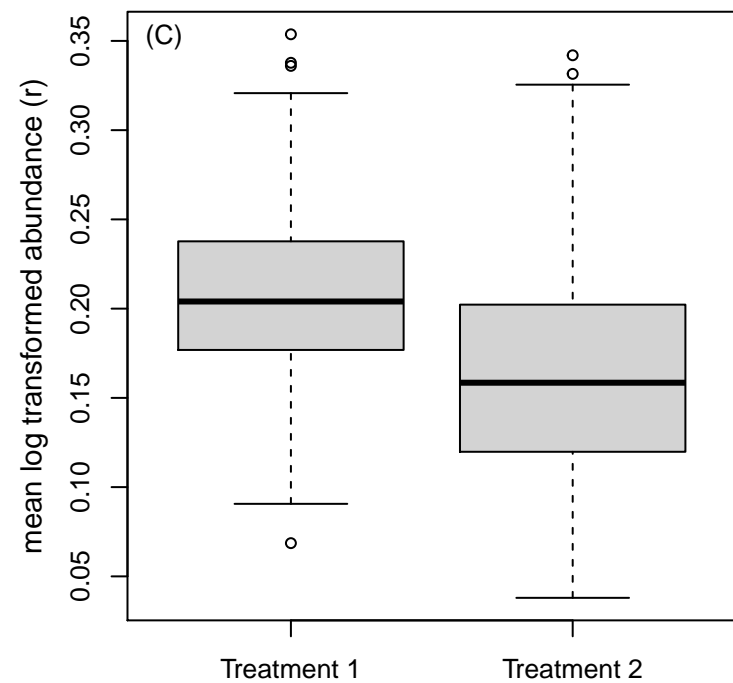 (C)
mean log transformed abundance (r)
0.35
0.30
0.25
0.20
0.15
0.10
0.05
Treatment 1
Treatment 2